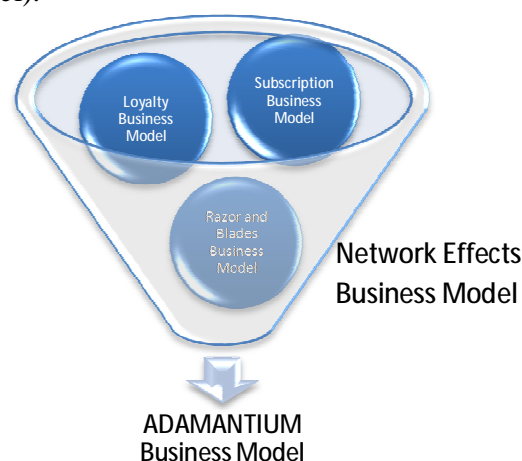 Loyalty
Business
Model
Subscription
Business
Model
Razor and
Blades
Business
Model
Network Effects
Business Model
ADAMANTIUM
Business Model